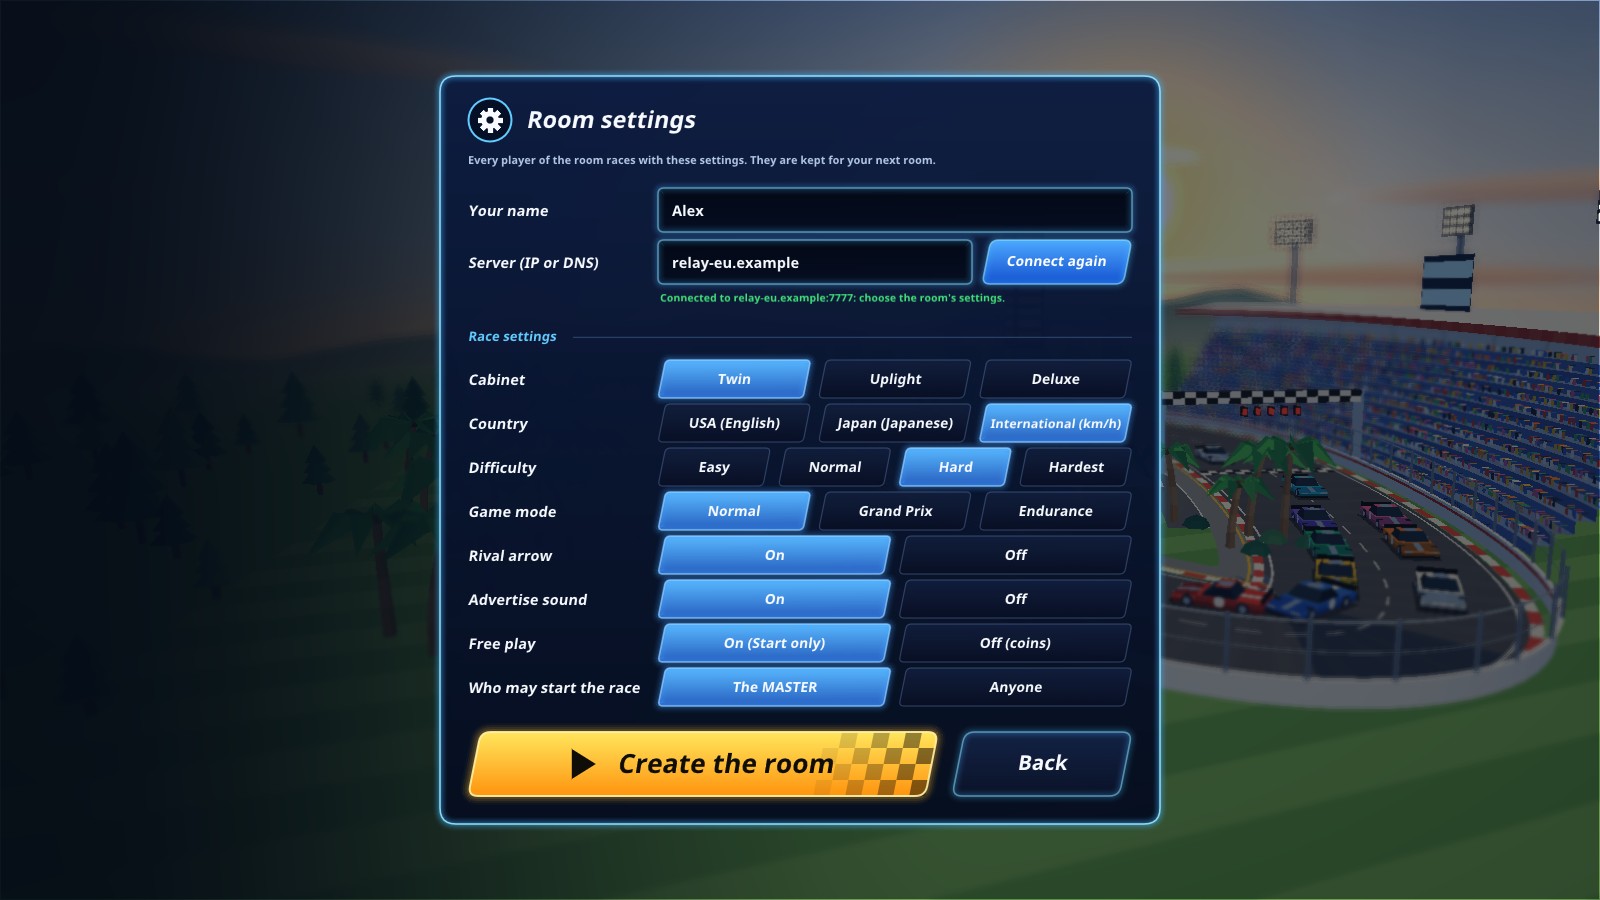 Room settings
Every player of the room races with these settings. They are kept for your next room.
Your name
Alex
Server (IP or DNS)
relay-eu.example
Connect again
Connected to relay-eu.example:7777: choose the room's settings.
Race settings
Cabinet
Twin
Uplight
Deluxe
Country
USA (English)
Japan (Japanese)
International (km/h)
Difficulty
Easy
Normal
Hard
Hardest
Game mode
Normal
Grand Prix
Endurance
Rival arrow
On
Off
Advertise sound
On
Off
Free play
On (Start only)
Off (coins)
Who may start the race
The MASTER
Anyone
Create the room
Back